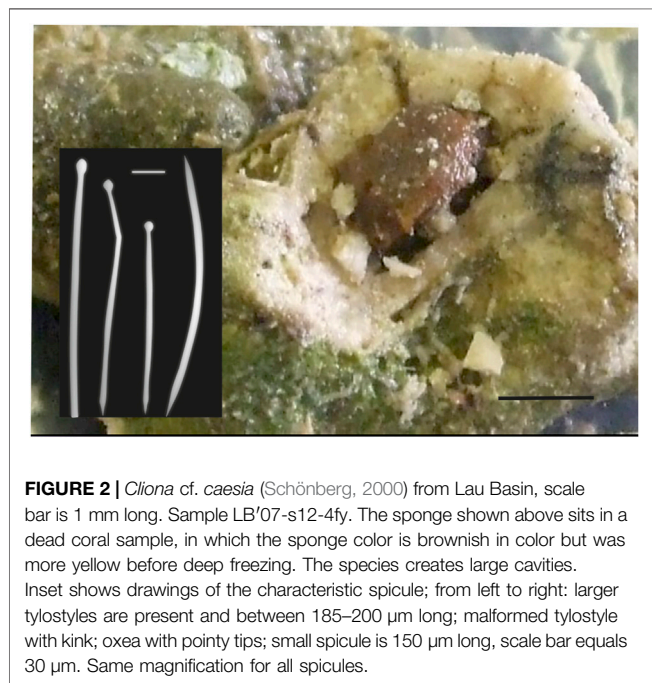 FIGURE 2 | Cliona cf. caesia (Schönberg, 2000) from Lau Basin, scale
bar is 1 mm long. Sample LB′07-s12-4fy. The sponge shown above sits in a
dead coral sample, in which the sponge color is brownish in color but was
more yellow before deep freezing. The species creates large cavities.
Inset shows drawings of the characteristic spicule; from left to right: larger
tylostyles are present and between 185–200 μm long; malformed tylostyle
with kink; oxea with pointy tips; small spicule is 150 μm long, scale bar equals
30 μm. Same magnification for all spicules.